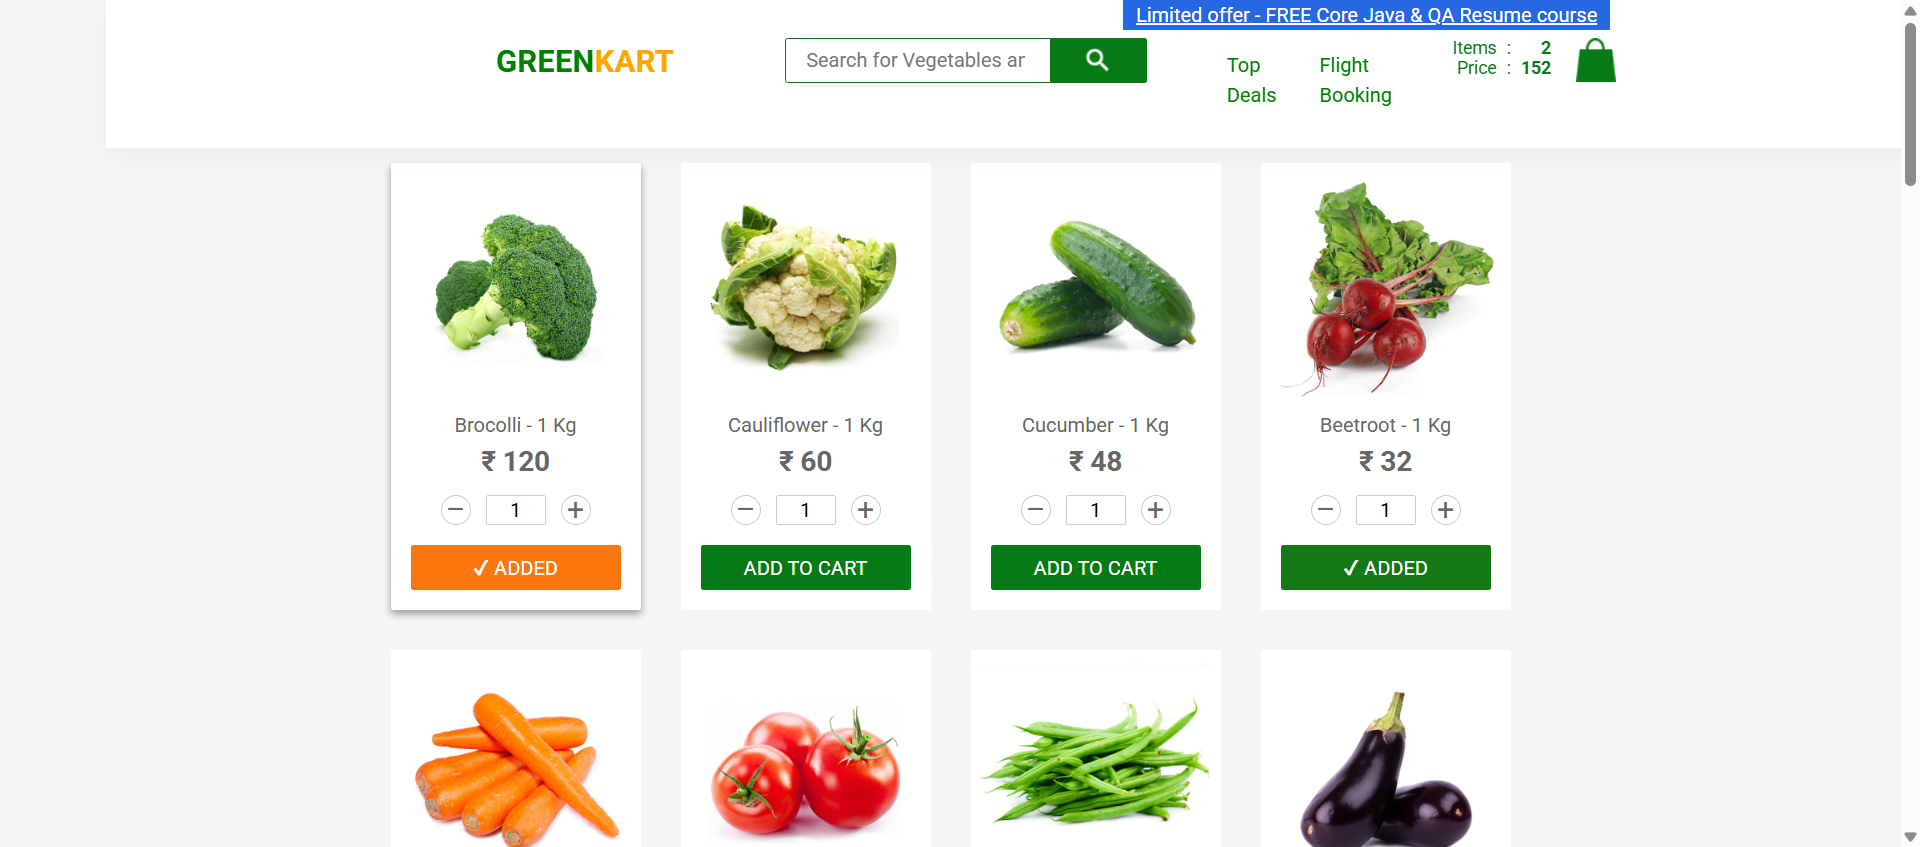 Limited offer - FREE Core Java & QA Resume course
GREENKART
Search for Vegetables ar
Top Deals
Flight Booking
Items : 2
Price : 152
Brocolli - 1 Kg
₹ 120
− 1 +
✓ ADDED
Cauliflower - 1 Kg
₹ 60
− 1 +
ADD TO CART
Cucumber - 1 Kg
₹ 48
− 1 +
ADD TO CART
Beetroot - 1 Kg
₹ 32
− 1 +
✓ ADDED